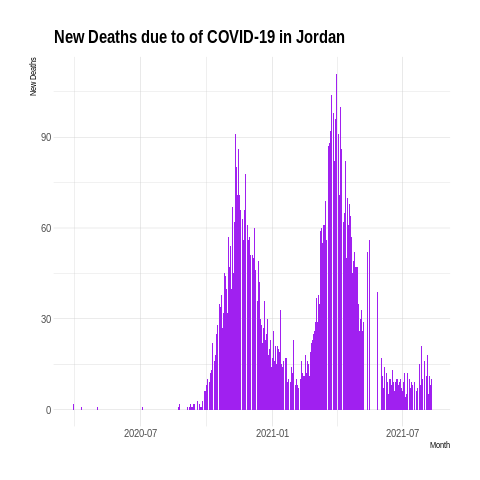 New Deaths due to of COVID-19 in Jordan
New Deaths
90
60
30
0
2020-07
2021-01
2021-07
Month